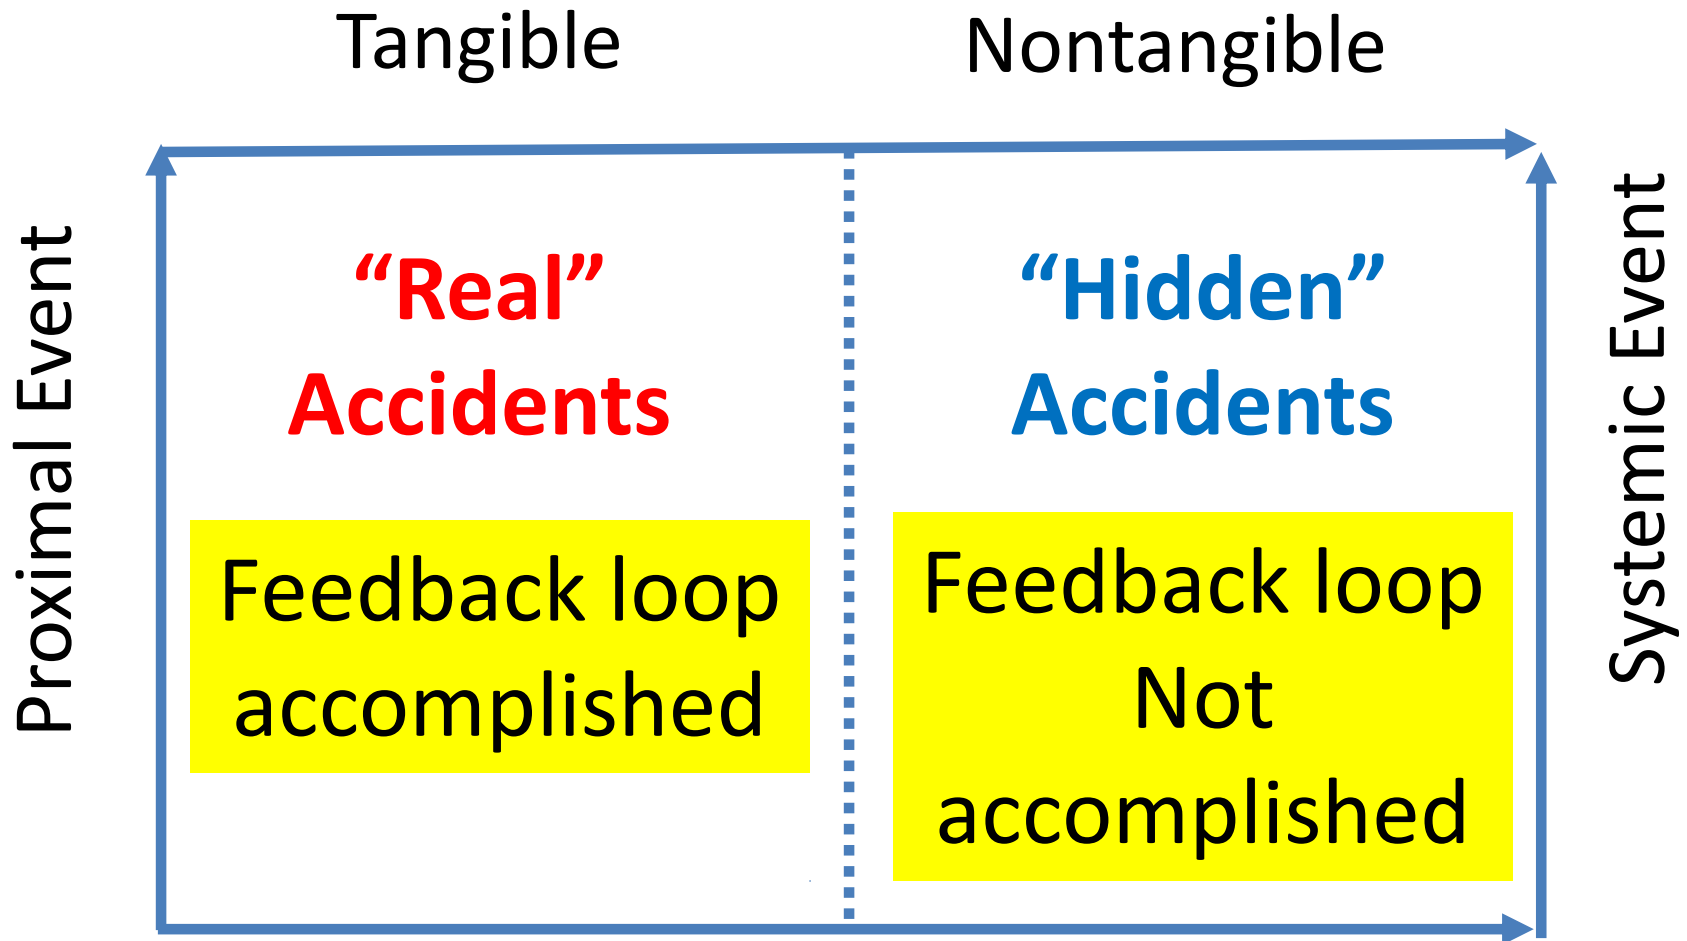 Tangible
Nontangible
Proximal Event
“Real”
Accidents
Feedback loop
accomplished
“Hidden”
Accidents
Feedback loop
Not
accomplished
Systemic Event